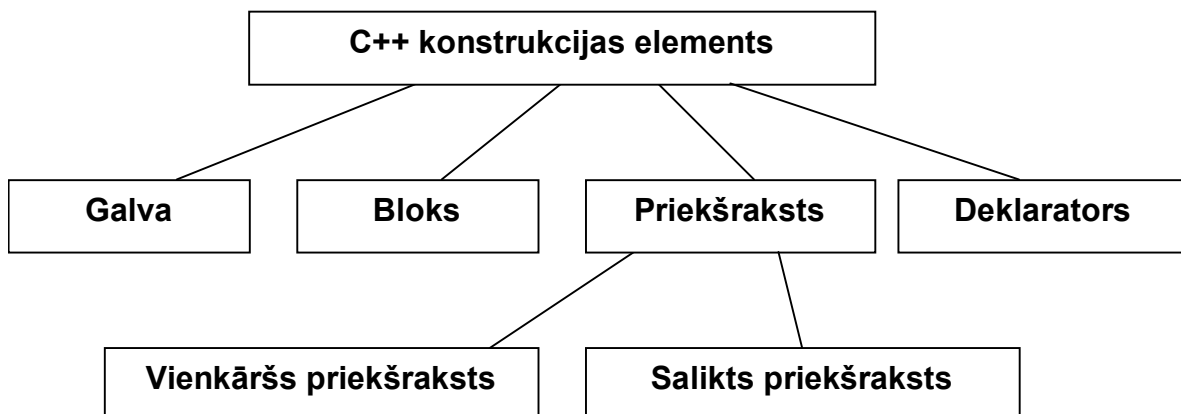 C++ konstrukcijas elements
Galva
Bloks
Priekšraksts
Deklarators
Vienkāršs priekšraksts
Salikts priekšraksts